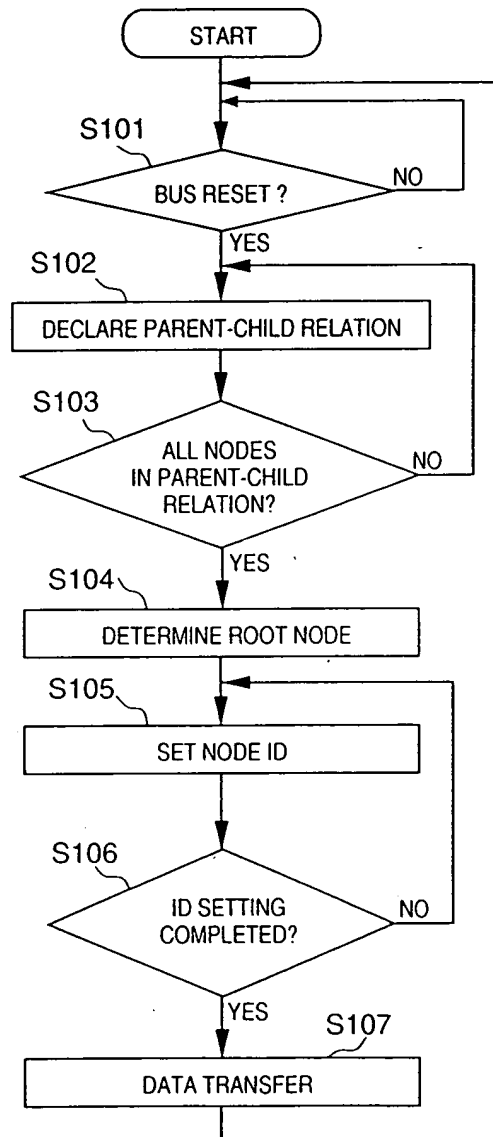 START
S101
BUS RESET ?
NO
YES
S102
DECLARE PARENT-CHILD RELATION
S103
ALL NODES
IN PARENT-CHILD
RELATION?
NO
YES
S104
DETERMINE ROOT NODE
S105
SET NODE ID
S106
ID SETTING
COMPLETED?
NO
YES
S107
DATA TRANSFER